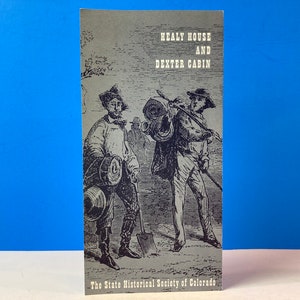 HEALY HOUSE
AND
DEXTER CABIN
The State Historical Society of Colorado